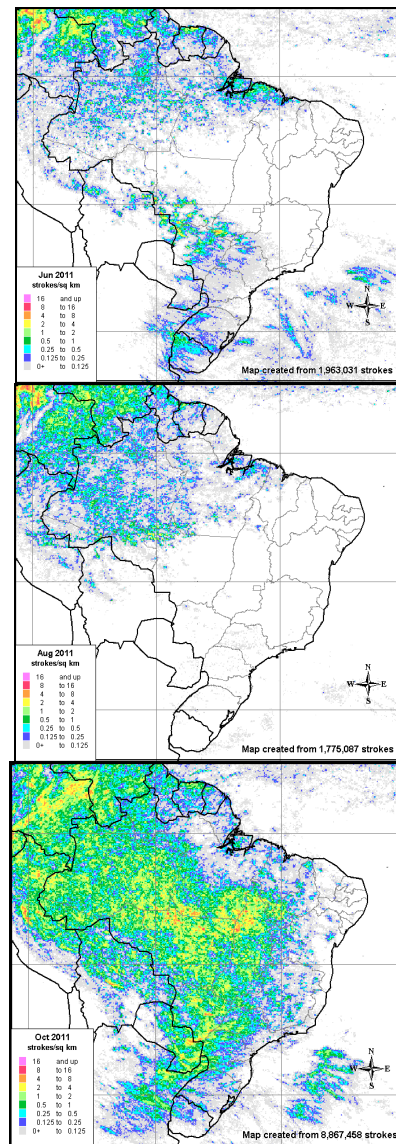 Jun 2011
strokes/sq km
16 and up
8 to 16
4 to 8
2 to 4
1 to 2
0.5 to 1
0.25 to 0.5
0.125 to 0.25
0+ to 0.125
N
W E
S
Map created from 1,963,031 strokes
Aug 2011
strokes/sq km
16 and up
8 to 16
4 to 8
2 to 4
1 to 2
0.5 to 1
0.25 to 0.5
0.125 to 0.25
0+ to 0.125
N
W E
S
Map created from 1,775,087 strokes
Oct 2011
strokes/sq km
16 and up
8 to 16
4 to 8
2 to 4
1 to 2
0.5 to 1
0.25 to 0.5
0.125 to 0.25
0+ to 0.125
N
W E
S
Map created from 8,867,458 strokes